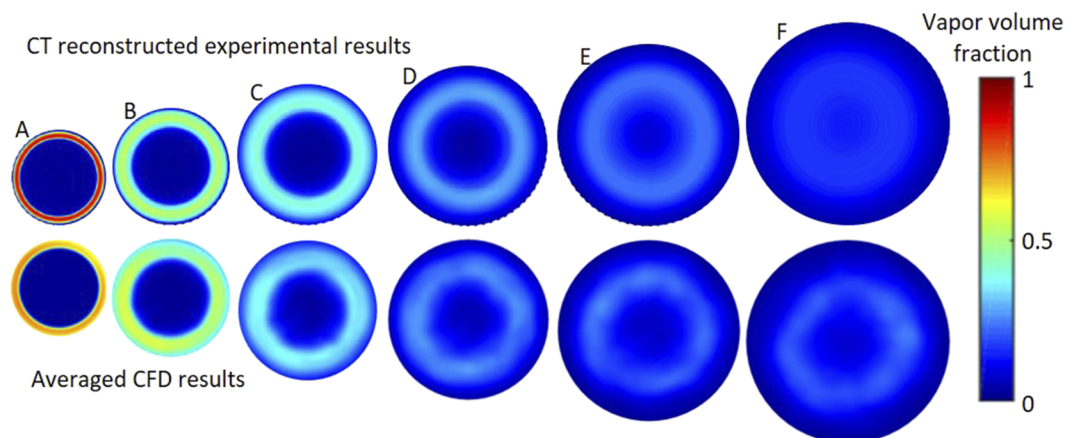 CT reconstructed experimental results
A
B
C
D
E
F
Vapor volume
fraction
1
0.5
0
Averaged CFD results